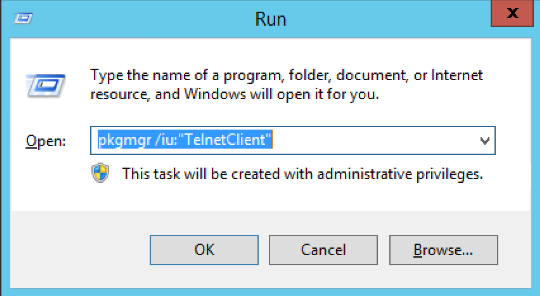 Run
x
Type the name of a program, folder, document, or Internet
resource, and Windows will open it for you.
Open: pkgmgr /iu:"TelnetClient"
This task will be created with administrative privileges.
OK Cancel Browse...